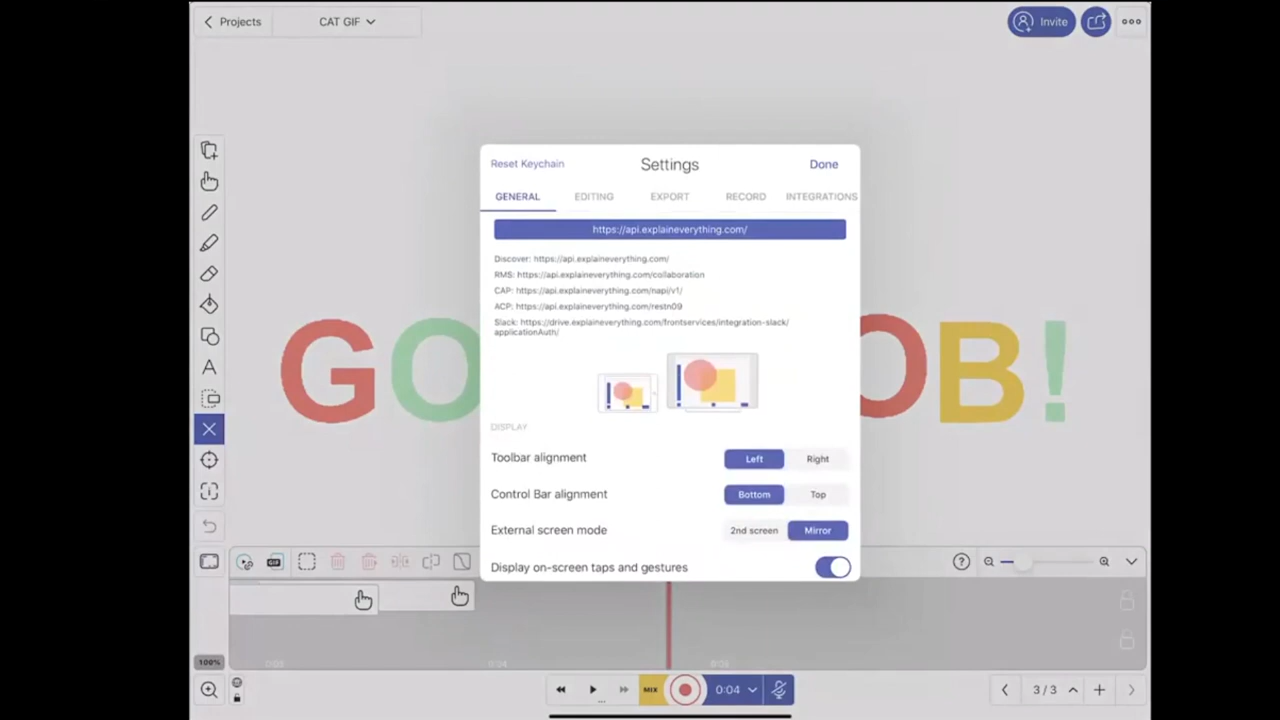 Projects
CAT GIF
Invite
Reset Keychain
Settings
Done
GENERAL
EDITING
EXPORT
RECORD
INTEGRATIONS
https://api.explaineverything.com/
Discover: https://api.explaineverything.com/
RMS: https://api.explaineverything.com/collaboration
CAP: https://api.explaineverything.com/napi/v1/
ACP: https://api.explaineverything.com/restn09
Slack: https://drive.explaineverything.com/frontservices/integration-slack/
applicationAuth/
GO
OB!
DISPLAY
Toolbar alignment
Left
Right
Control Bar alignment
Bottom
Top
External screen mode
2nd screen
Mirror
Display on-screen taps and gestures
GIF
0:04
100%
MIX
0:04
3 / 3